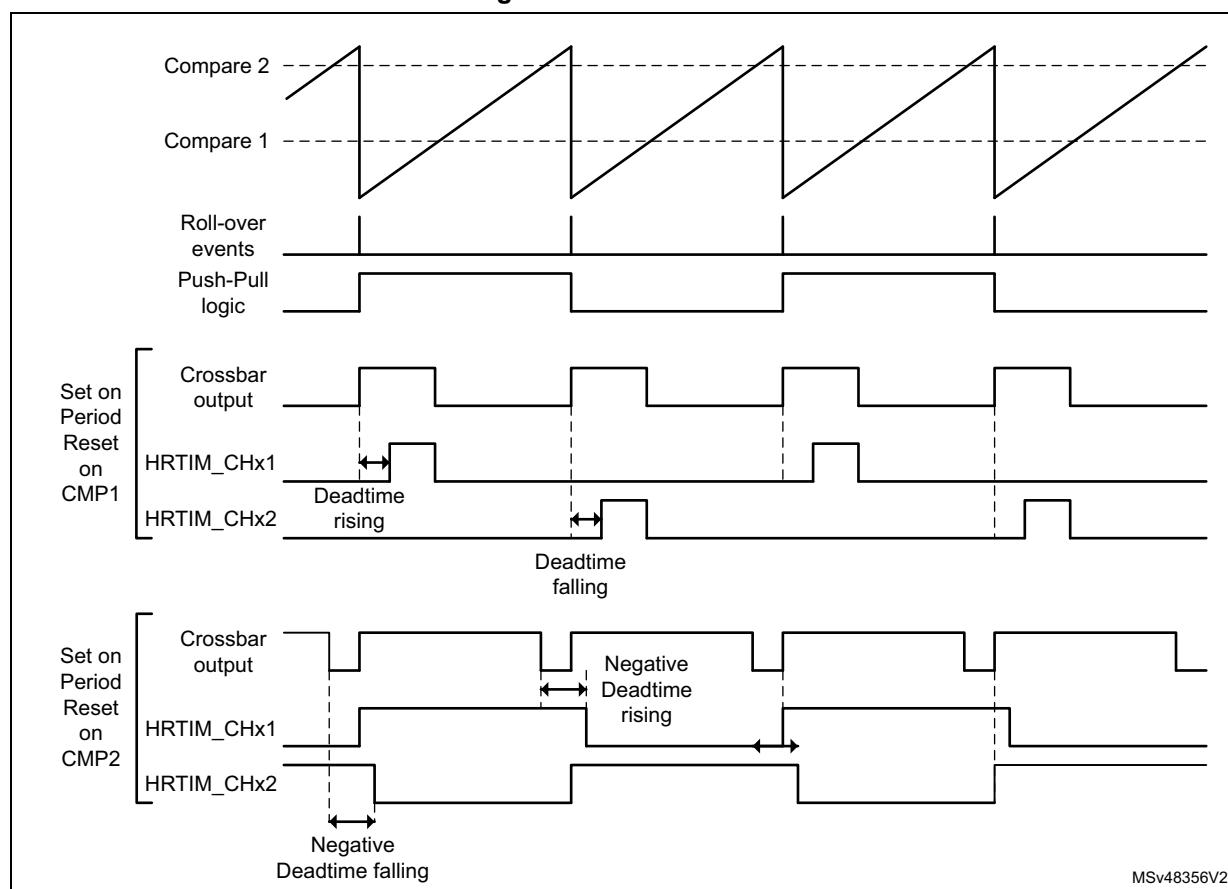 Compare 2
Compare 1
Roll-over
events
Push-Pull
logic
Set on
Period
Reset
on
CMP1
Crossbar
output
HRTIM_CHx1
Deadtime
rising
HRTIM_CHx2
Deadtime
falling
Set on
Period
Reset
on
CMP2
Crossbar
output
Negative
Deadtime
rising
HRTIM_CHx1
HRTIM_CHx2
Negative
Deadtime falling
MSv48356V2